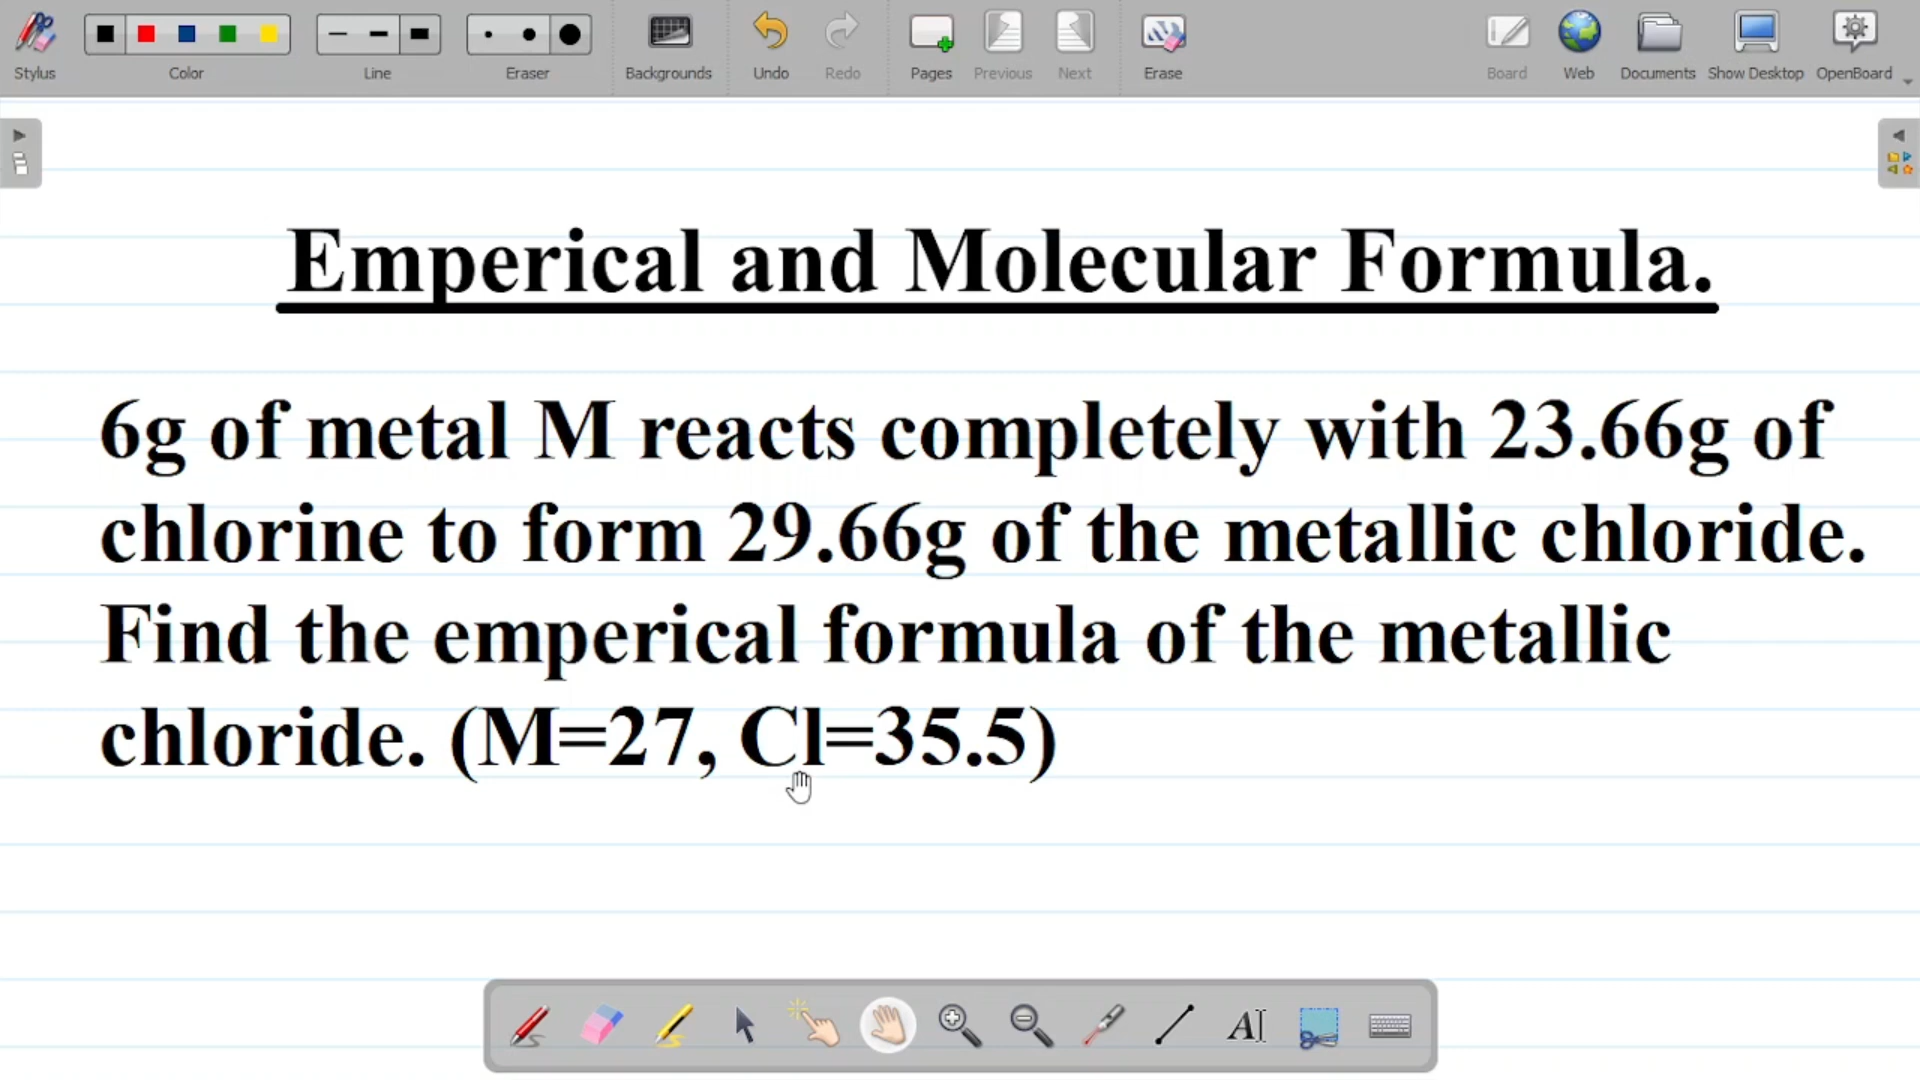 Stylus Color Line Eraser Backgrounds Undo Redo Pages Previous Next Erase Board Web Documents Show Desktop OpenBoard
Emperical and Molecular Formula.
6g of metal M reacts completely with 23.66g of
chlorine to form 29.66g of the metallic chloride.
Find the emperical formula of the metallic
chloride. (M=27, Cl=35.5)